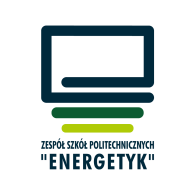 ZESPÓŁ SZKÓŁ POLITECHNICZNYCH
"ENERGETYK"